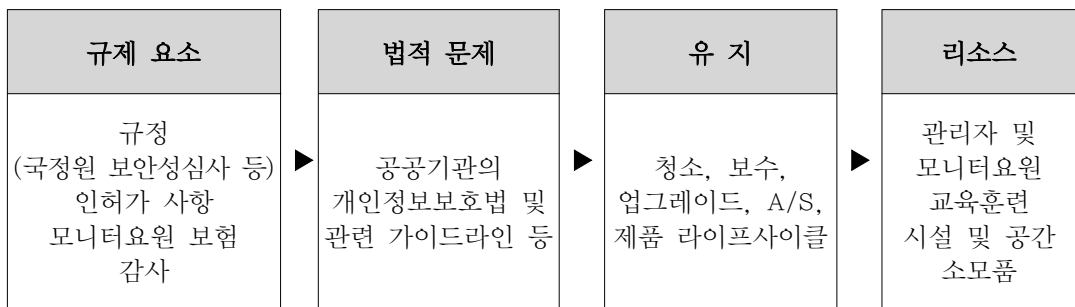 규제 요소
규정
(국정원 보안성심사 등)
인허가 사항
모니터요원 보험
감사
▶
법적 문제
공공기관의
개인정보보호법 및
관련 가이드라인 등
▶
유 지
청소, 보수,
업그레이드, A/S,
제품 라이프사이클
▶
리소스
관리자 및
모니터요원
교육훈련
시설 및 공간
소모품